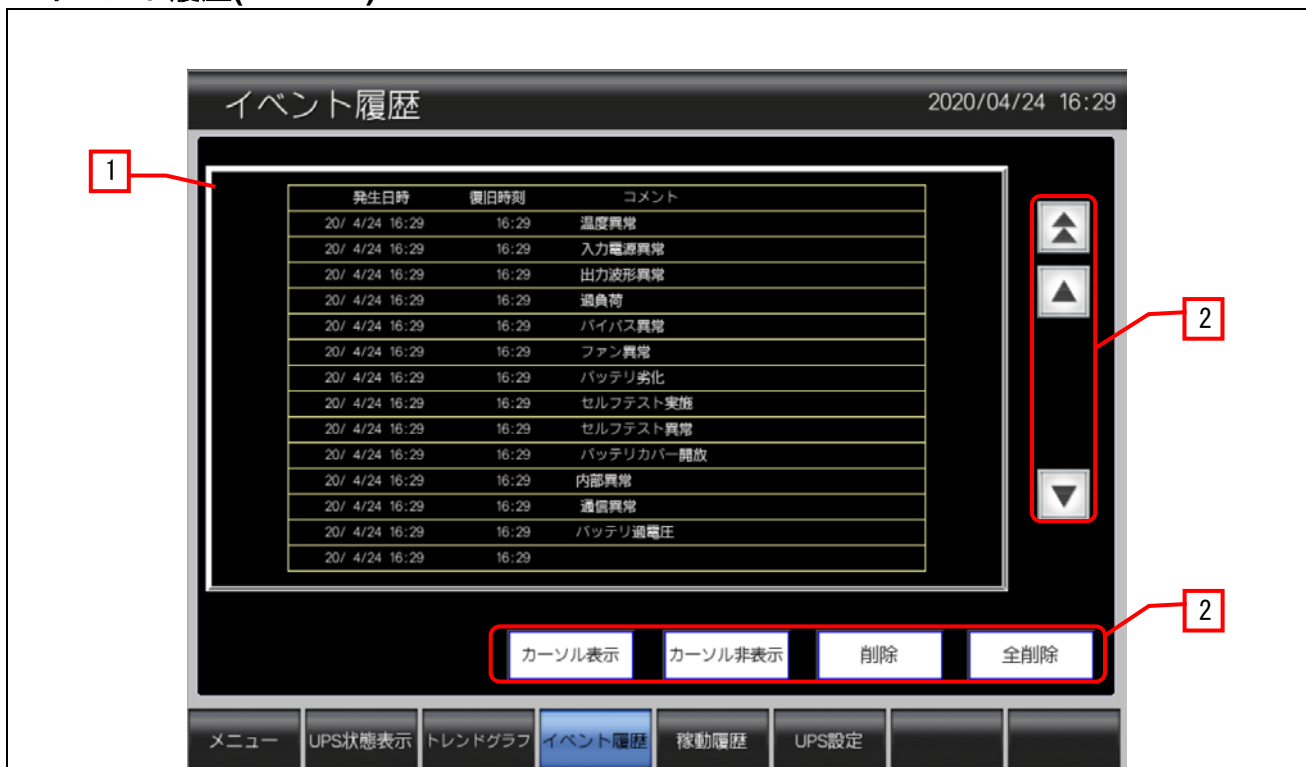 履歴(
イベント履歴 2020/04/24 16:29
1
発生日時 復旧時刻 コメント
20/ 4/24 16:29 16:29 温度異常
20/ 4/24 16:29 16:29 入力電源異常
20/ 4/24 16:29 16:29 出力波形異常
20/ 4/24 16:29 16:29 過負荷
20/ 4/24 16:29 16:29 バイパス異常
20/ 4/24 16:29 16:29 ファン異常
20/ 4/24 16:29 16:29 バッテリ劣化
20/ 4/24 16:29 16:29 セルフテスト実施
20/ 4/24 16:29 16:29 セルフテスト異常
20/ 4/24 16:29 16:29 バッテリカバー開放
20/ 4/24 16:29 16:29 内部異常
20/ 4/24 16:29 16:29 通信異常
20/ 4/24 16:29 16:29 バッテリ過電圧
20/ 4/24 16:29 16:29
2
2
カーソル表示 カーソル非表示 削除 全削除
メニュー UPS状態表示 トレンドグラフ イベント履歴 稼動履歴 UPS設定